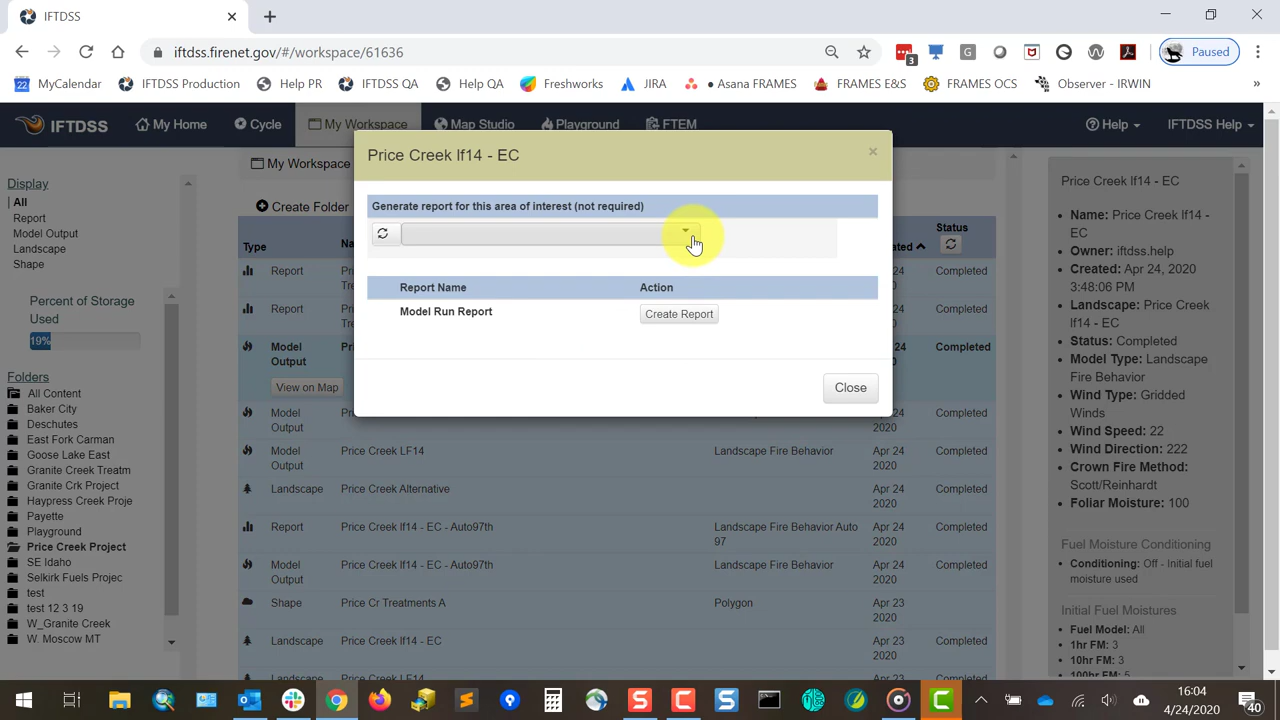 IFTDSS
iftdss.firenet.gov/#/workspace/61636
3
G
Paused
22 MyCalendar
IFTDSS Production
Help PR
IFTDSS QA
Help QA
Freshworks
JIRA
• Asana FRAMES
FRAMES E&S
FRAMES OCS
Observer - IRWIN
»
IFTDSS
My Home
Cycle
My Workspace
Map Studio
Playground
FTEM
Help
IFTDSS Help
Display
All
Report
Model Output
Landscape
Shape
Percent of Storage
Used
19%
Folders
All Content
Baker City
Deschutes
East Fork Carman
Goose Lake East
Granite Creek Treatm
Granite Crk Project
Haypress Creek Proje
Payette
Playground
Price Creek Project
SE Idaho
Selkirk Fuels Projec
test
test 12 3 19
W_Granite Creek
W. Moscow MT
My Workspace
Create Folder
Type
Status
Report
Apr 24
2020
Completed
Report
Completed
Model
Output
Completed
View on Map
Model
Output
Apr 24
2020
Completed
Model
Output
Price Creek LF14
Landscape Fire Behavior
Apr 24
2020
Completed
Landscape
Price Creek Alternative
Apr 24
2020
Completed
Report
Price Creek lf14 - EC - Auto97th
Landscape Fire Behavior Auto
97
Apr 24
2020
Completed
Model
Output
Price Creek lf14 - EC - Auto97th
Landscape Fire Behavior Auto
97
Apr 24
2020
Completed
Shape
Price Cr Treatments A
Polygon
Apr 23
2020
Completed
Landscape
Price Creek lf14 - EC
Apr 23
2020
Completed
Price Creek lf14 - EC
×
Generate report for this area of interest (not required)
Report Name
Action
Model Run Report
Create Report
Close
Price Creek lf14 - EC
• Name: Price Creek lf14 -
EC
• Owner: iftdss.help
• Created: Apr 24, 2020
3:48:06 PM
• Landscape: Price Creek
lf14 - EC
• Status: Completed
• Model Type: Landscape
Fire Behavior
• Wind Type: Gridded
Winds
• Wind Speed: 22
• Wind Direction: 222
• Crown Fire Method:
Scott/Reinhardt
• Foliar Moisture: 100
Fuel Moisture Conditioning
• Conditioning: Off - Initial fuel
moisture used
Initial Fuel Moistures
• Fuel Model: All
• 1hr FM: 3
• 10hr FM: 3
16:04
4/24/2020
40